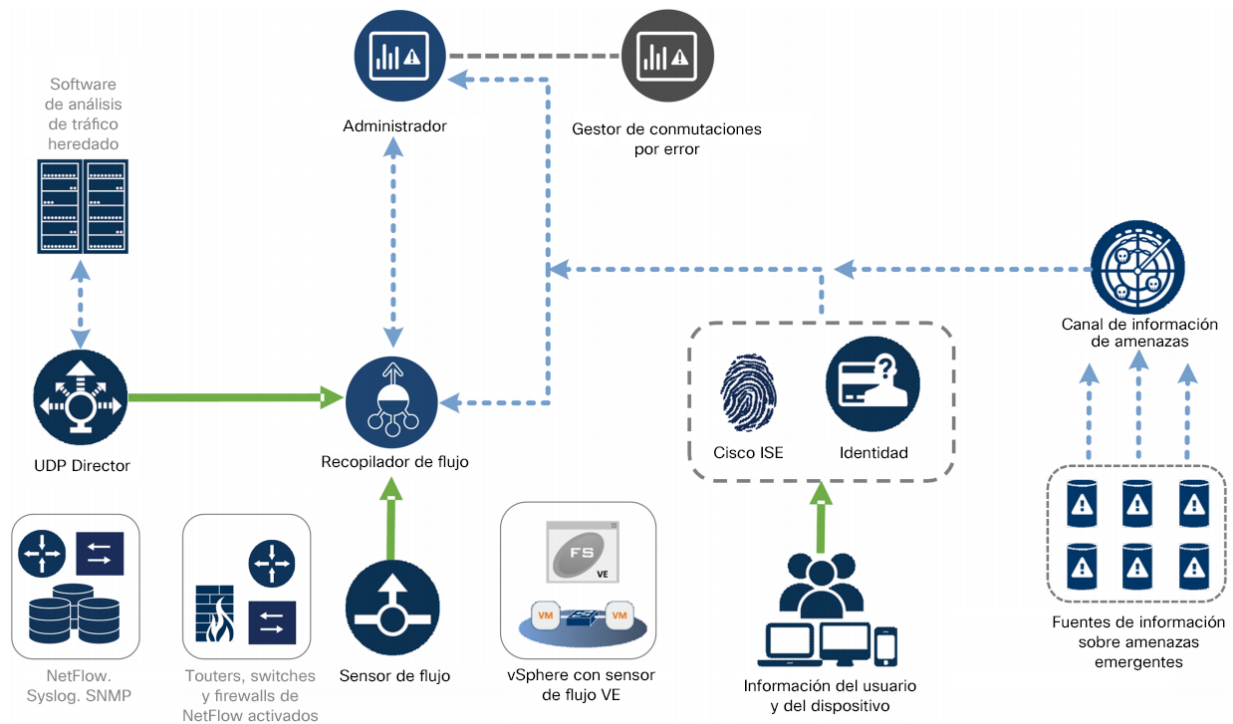 Software
de análisis
de tráfico
heredado
Administrador
Gestor de conmutaciones
por error
Canal de información
de amenazas
UDP Director
Recopilador de flujo
?
Cisco ISE
Identidad
FS
VE
VM
VM
NetFlow.
Syslog. SNMP
Touters, switches
y firewalls de
NetFlow activados
Sensor de flujo
vSphere con sensor
de flujo VE
Información del usuario
y del dispositivo
Fuentes de información
sobre amenazas
emergentes